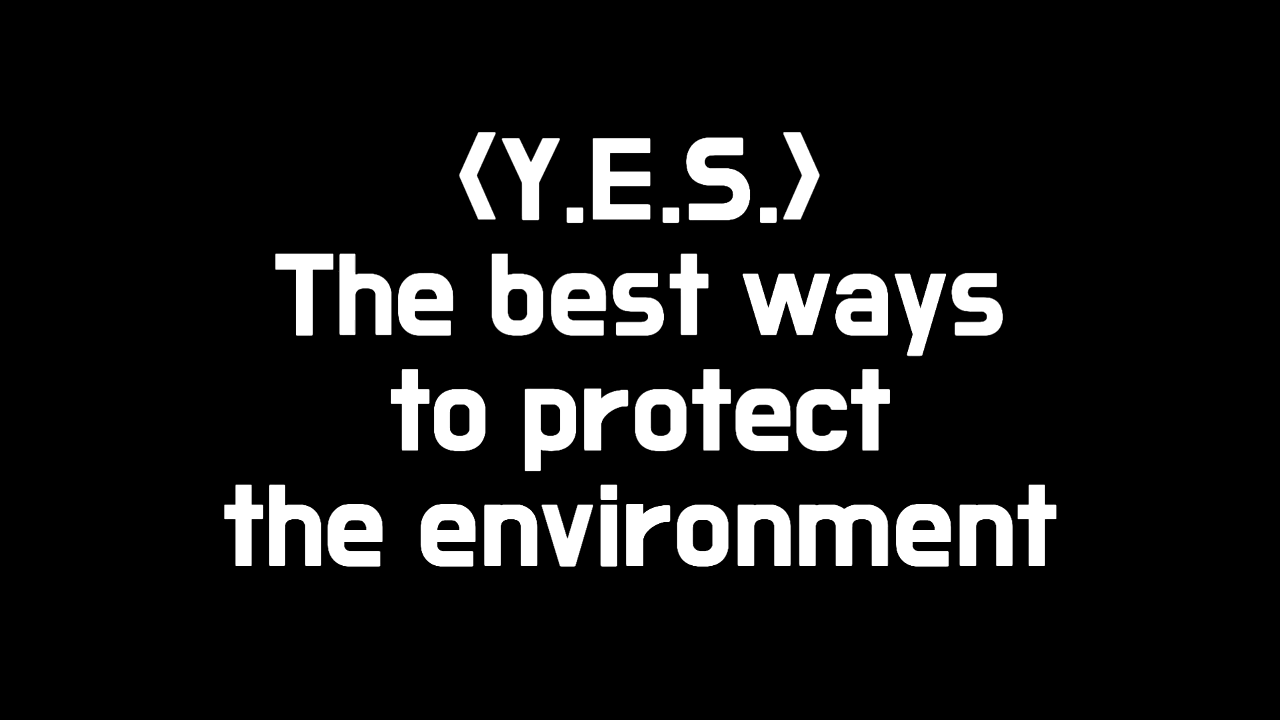 〈Y.E.S.〉
The best ways
to protect
the environment